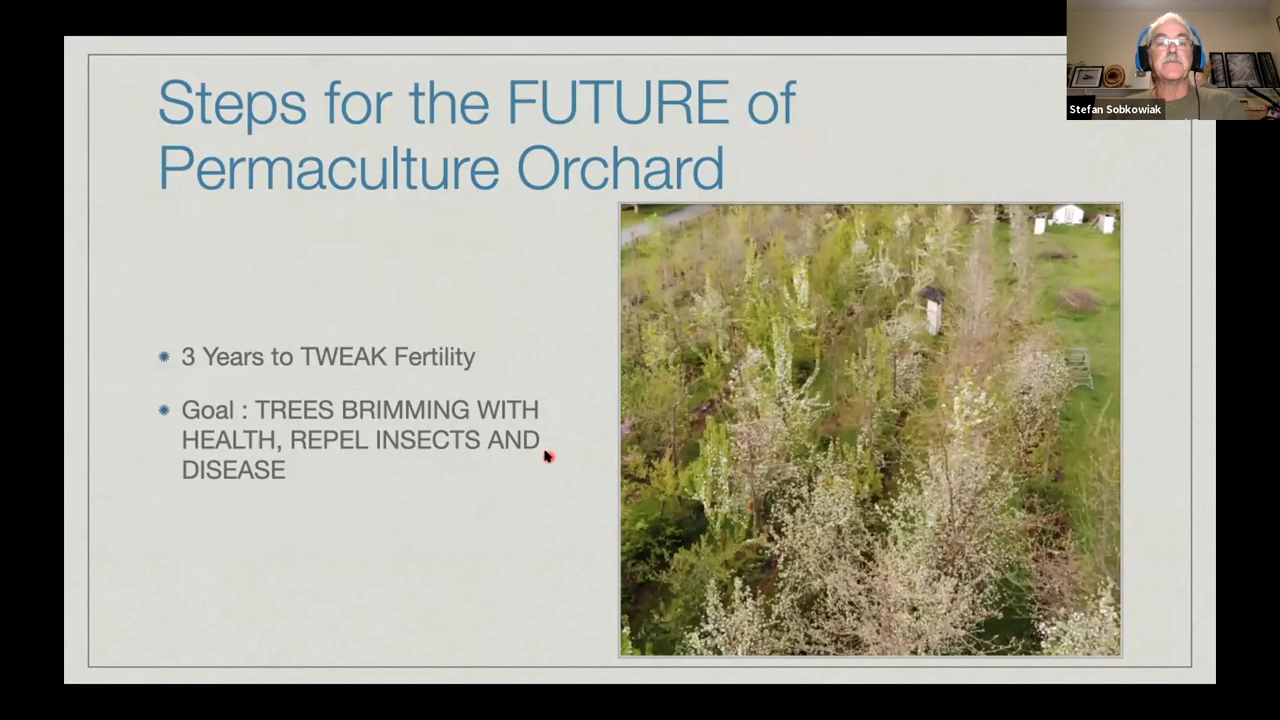 Steps for the FUTURE of
Permaculture Orchard
3 Years to TWEAK Fertility
Goal : TREES BRIMMING WITH
HEALTH, REPEL INSECTS AND
DISEASE
Stefan Sobkowiak